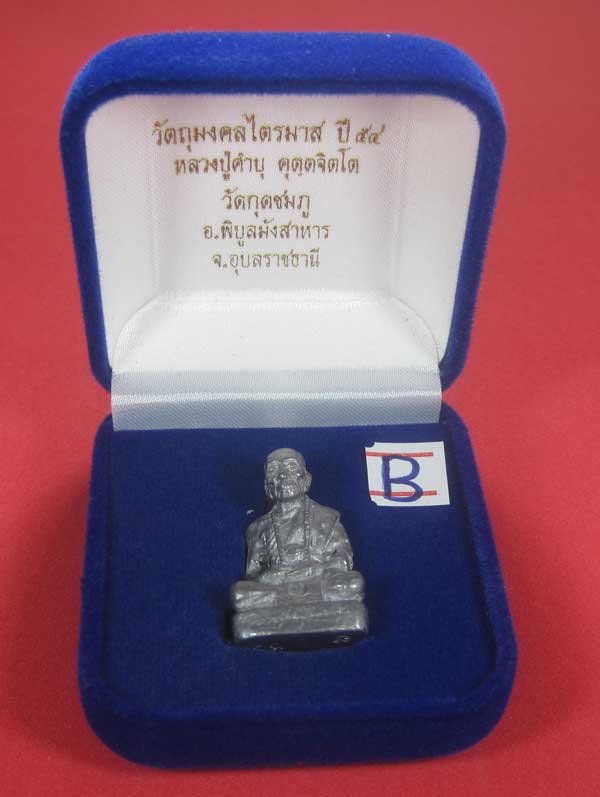 วัตถุมงคลไตรมาส ปี ๕๔
หลวงปู่คำบุ คุตฺตจิตโต
วัดกุดชมภู
อ.พิบูลมังสาหาร
จ.อุบลราชธานี
B